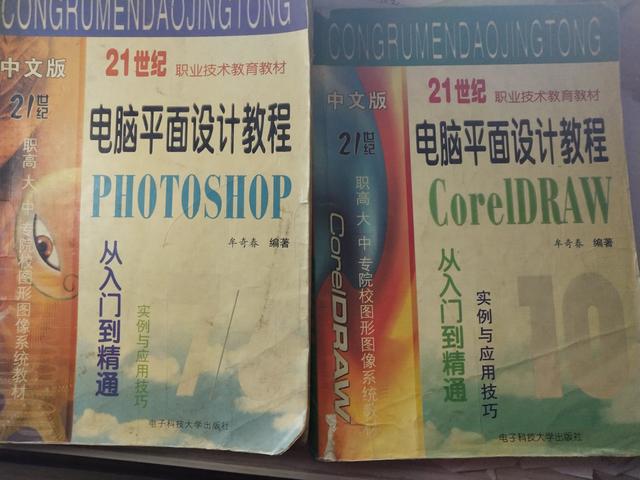 CONGRUMENDAOJINGTONG
中文版
21世纪
职业技术教育教材
21世纪
职高大中专院校图形图像系统教材
电脑平面设计教程
PHOTOSHOP
牟奇春 编著
从入门到精通
实例与应用技巧
电子科技大学出版社
CONGRUMENDAOJINGTONG
中文版
21世纪
职业技术教育教材
21世纪
职高大中专院校图形图像系统教材
CorelDRAW
电脑平面设计教程
CorelDRAW
牟奇春 编著
10
从入门到精通
实例与应用技巧
电子科技大学出版社